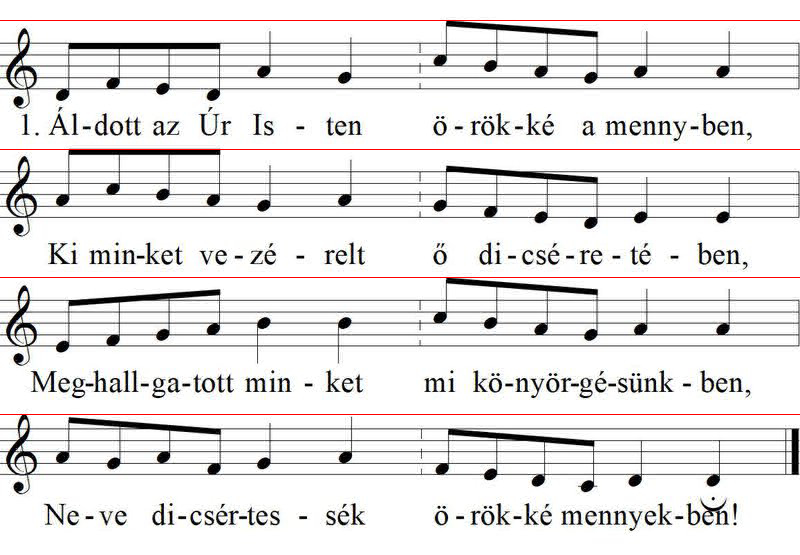 1. Ál-dott az Úr Is - ten ö - rök-ké a menny-ben,
Ki min-ket ve - zé - relt ő di - csé - re - té - ben,
Meg-hall-ga-tott min - ket mi kö-nyör-gé-sünk - ben,
Ne - ve di-csér-tes - sék ö - rök-ké mennyek-ben!